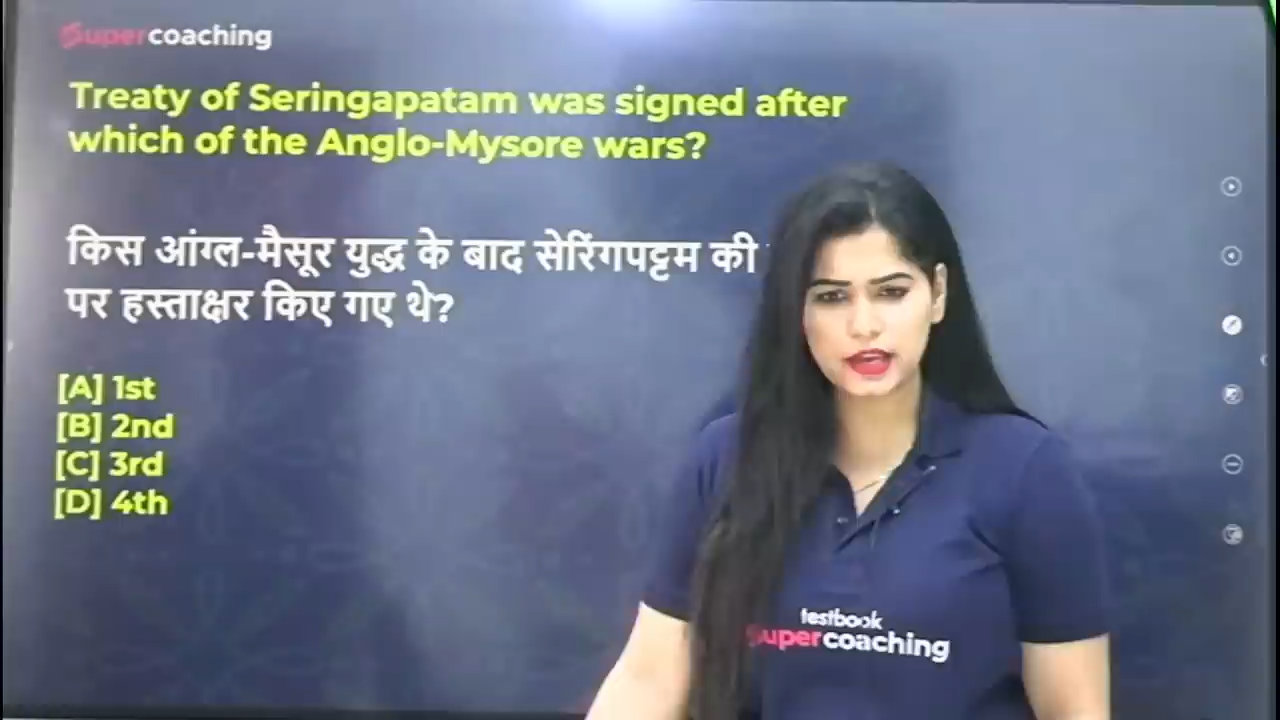 Supercoaching
Treaty of Seringapatam was signed after
which of the Anglo-Mysore wars?
किस आंग्ल-मैसूर युद्ध के बाद सेरिंगपट्टम की
पर हस्ताक्षर किए गए थे?
[A] 1st
[B] 2nd
[C] 3rd
[D] 4th
testbook
Supercoaching